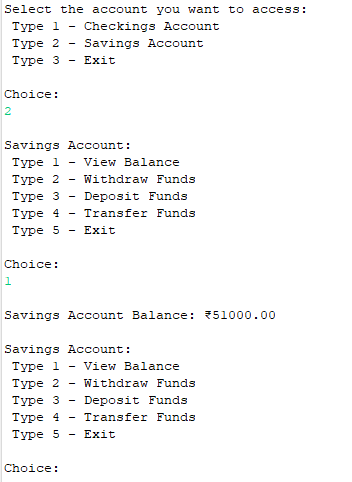 Select the account you want to access:
Type 1 - Checkings Account
Type 2 - Savings Account
Type 3 - Exit
Choice:
2
Savings Account:
Type 1 - View Balance
Type 2 - Withdraw Funds
Type 3 - Deposit Funds
Type 4 - Transfer Funds
Type 5 - Exit
Choice:
1
Savings Account Balance: ₹51000.00
Savings Account:
Type 1 - View Balance
Type 2 - Withdraw Funds
Type 3 - Deposit Funds
Type 4 - Transfer Funds
Type 5 - Exit
Choice: